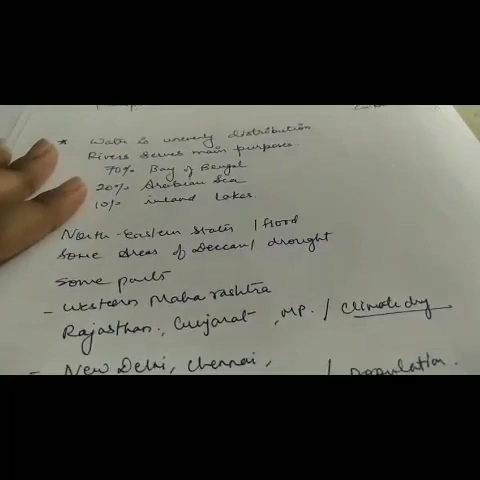 * Water is unevenly distribution
Rivers serves main purposes.
70% Bay of Bengal
20% Arabian Sea
10% inland lakes.
North-Eastern States / flood
Some areas of Deccan / drought
Some parts
- Western Maharashtra
Rajasthan, Gujarat, MP. / Climate dry
- New Delhi, Chennai, / population.